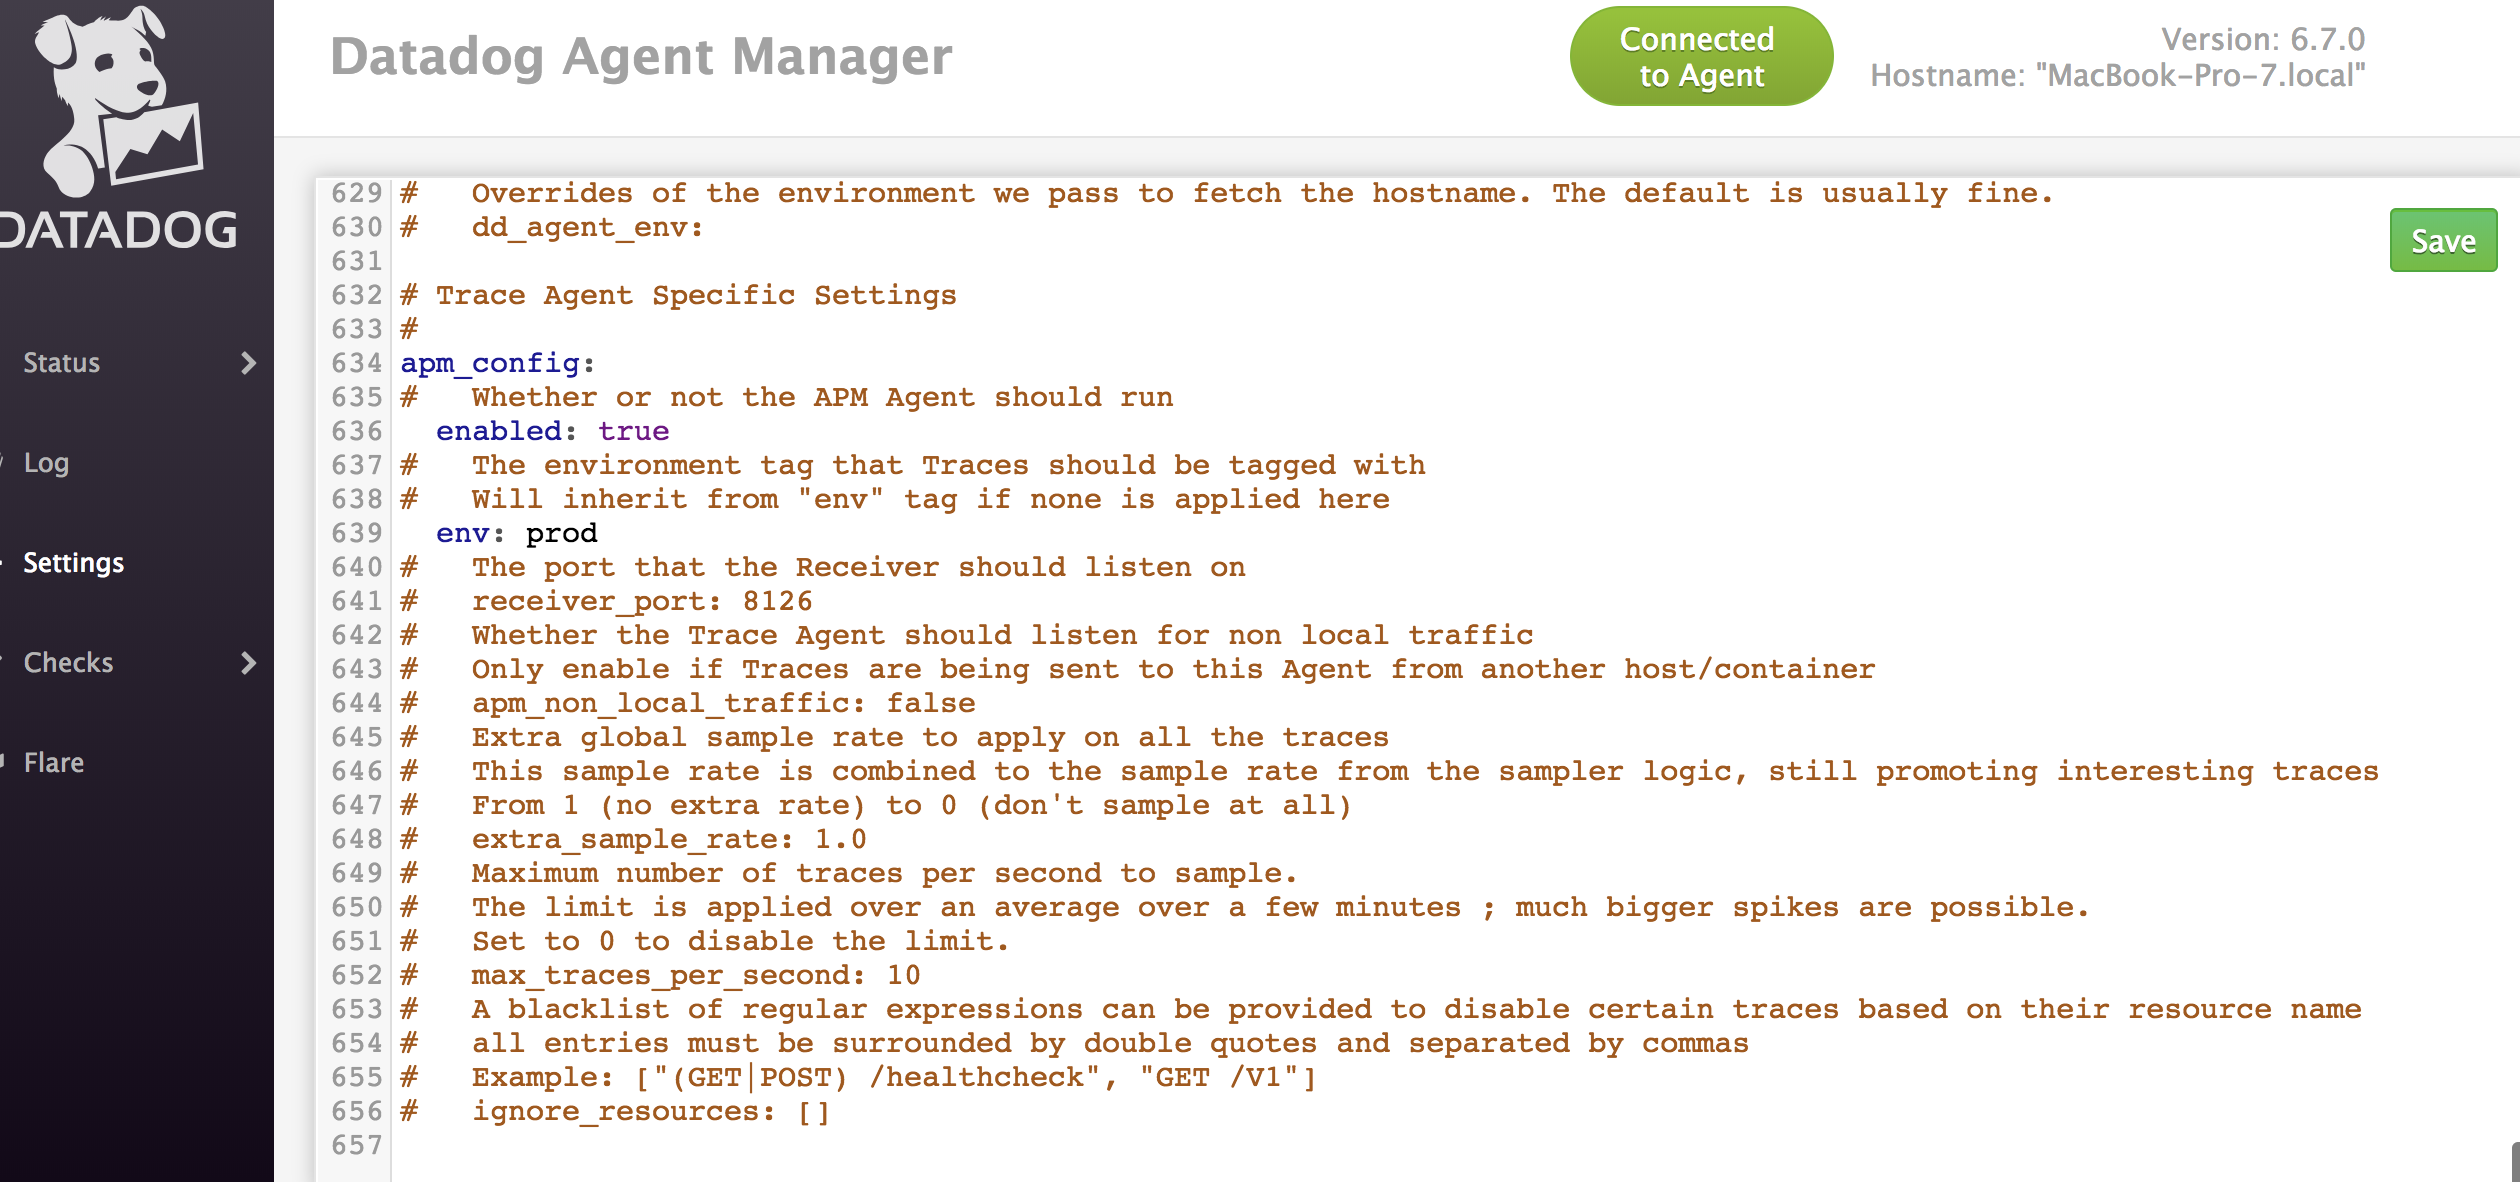 DATADOG
Datadog Agent Manager
Connected
to Agent
Version: 6.7.0
Hostname: "MacBook-Pro-7.local"
Status
Log
Settings
Checks
Flare
Save
629 #   Overrides of the environment we pass to fetch the hostname. The default is usually fine.
630 #   dd_agent_env:
631
632 # Trace Agent Specific Settings
633 #
634 apm_config:
635 #   Whether or not the APM Agent should run
636   enabled: true
637 #   The environment tag that Traces should be tagged with
638 #   Will inherit from "env" tag if none is applied here
639   env: prod
640 #   The port that the Receiver should listen on
641 #   receiver_port: 8126
642 #   Whether the Trace Agent should listen for non local traffic
643 #   Only enable if Traces are being sent to this Agent from another host/container
644 #   apm_non_local_traffic: false
645 #   Extra global sample rate to apply on all the traces
646 #   This sample rate is combined to the sample rate from the sampler logic, still promoting interesting traces
647 #   From 1 (no extra rate) to 0 (don't sample at all)
648 #   extra_sample_rate: 1.0
649 #   Maximum number of traces per second to sample.
650 #   The limit is applied over an average over a few minutes ; much bigger spikes are possible.
651 #   Set to 0 to disable the limit.
652 #   max_traces_per_second: 10
653 #   A blacklist of regular expressions can be provided to disable certain traces based on their resource name
654 #   all entries must be surrounded by double quotes and separated by commas
655 #   Example: ["(GET|POST) /healthcheck", "GET /V1"]
656 #   ignore_resources: []
657